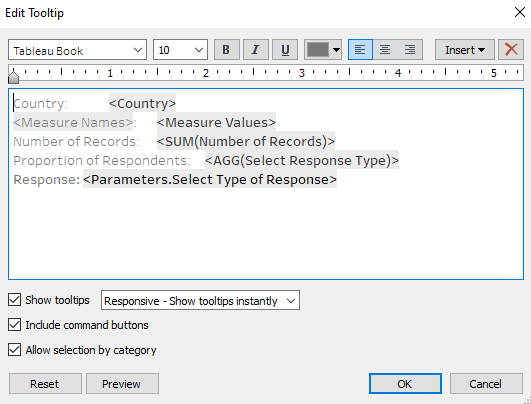 Edit Tooltip
Tableau Book 10 B I U Insert
1 2 3 4 5
Country: <Country>
<Measure Names>: <Measure Values>
Number of Records: <SUM(Number of Records)>
Proportion of Respondents: <AGG(Select Response Type)>
Response: <Parameters.Select Type of Response>
Show tooltips Responsive - Show tooltips instantly
Include command buttons
Allow selection by category
Reset Preview OK Cancel